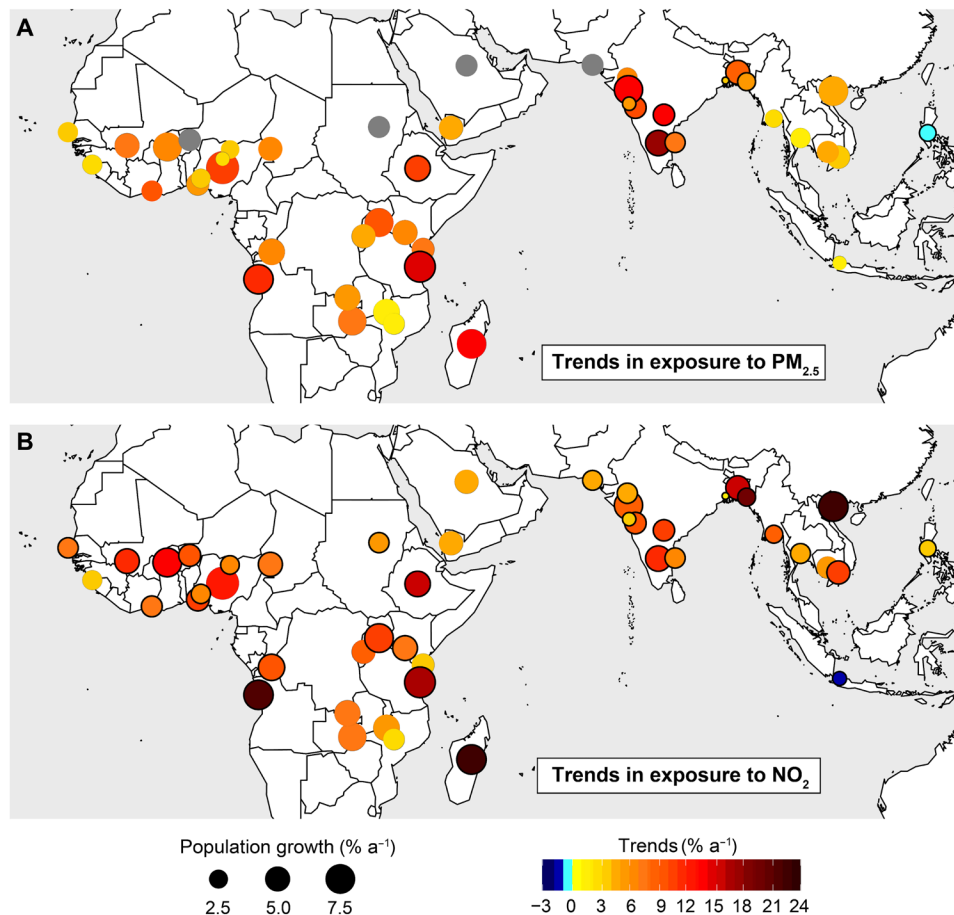 A
Trends in exposure to PM₂.₅
B
Trends in exposure to NO₂
Population growth (% a⁻¹)
2.5 5.0 7.5
Trends (% a⁻¹)
−3 0 3 6 9 12 15 18 21 24